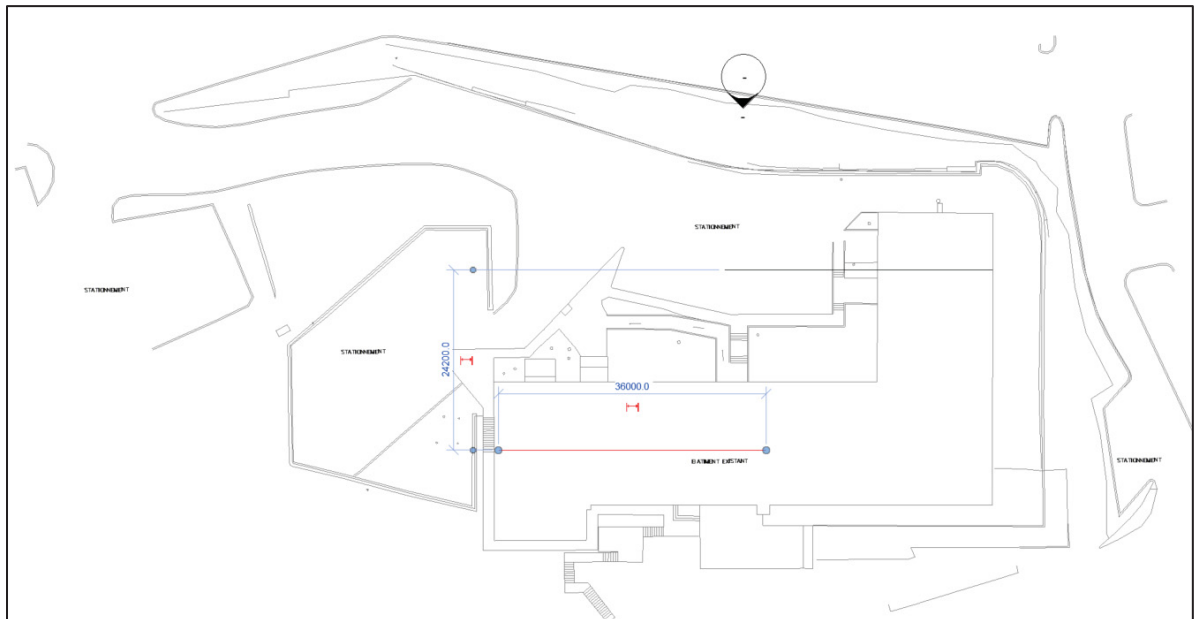 STATIONNEMENT
STATIONNEMENT
STATIONNEMENT
24200.0
36000.0
BATIMENT EXISTANT
STATIONNEMENT